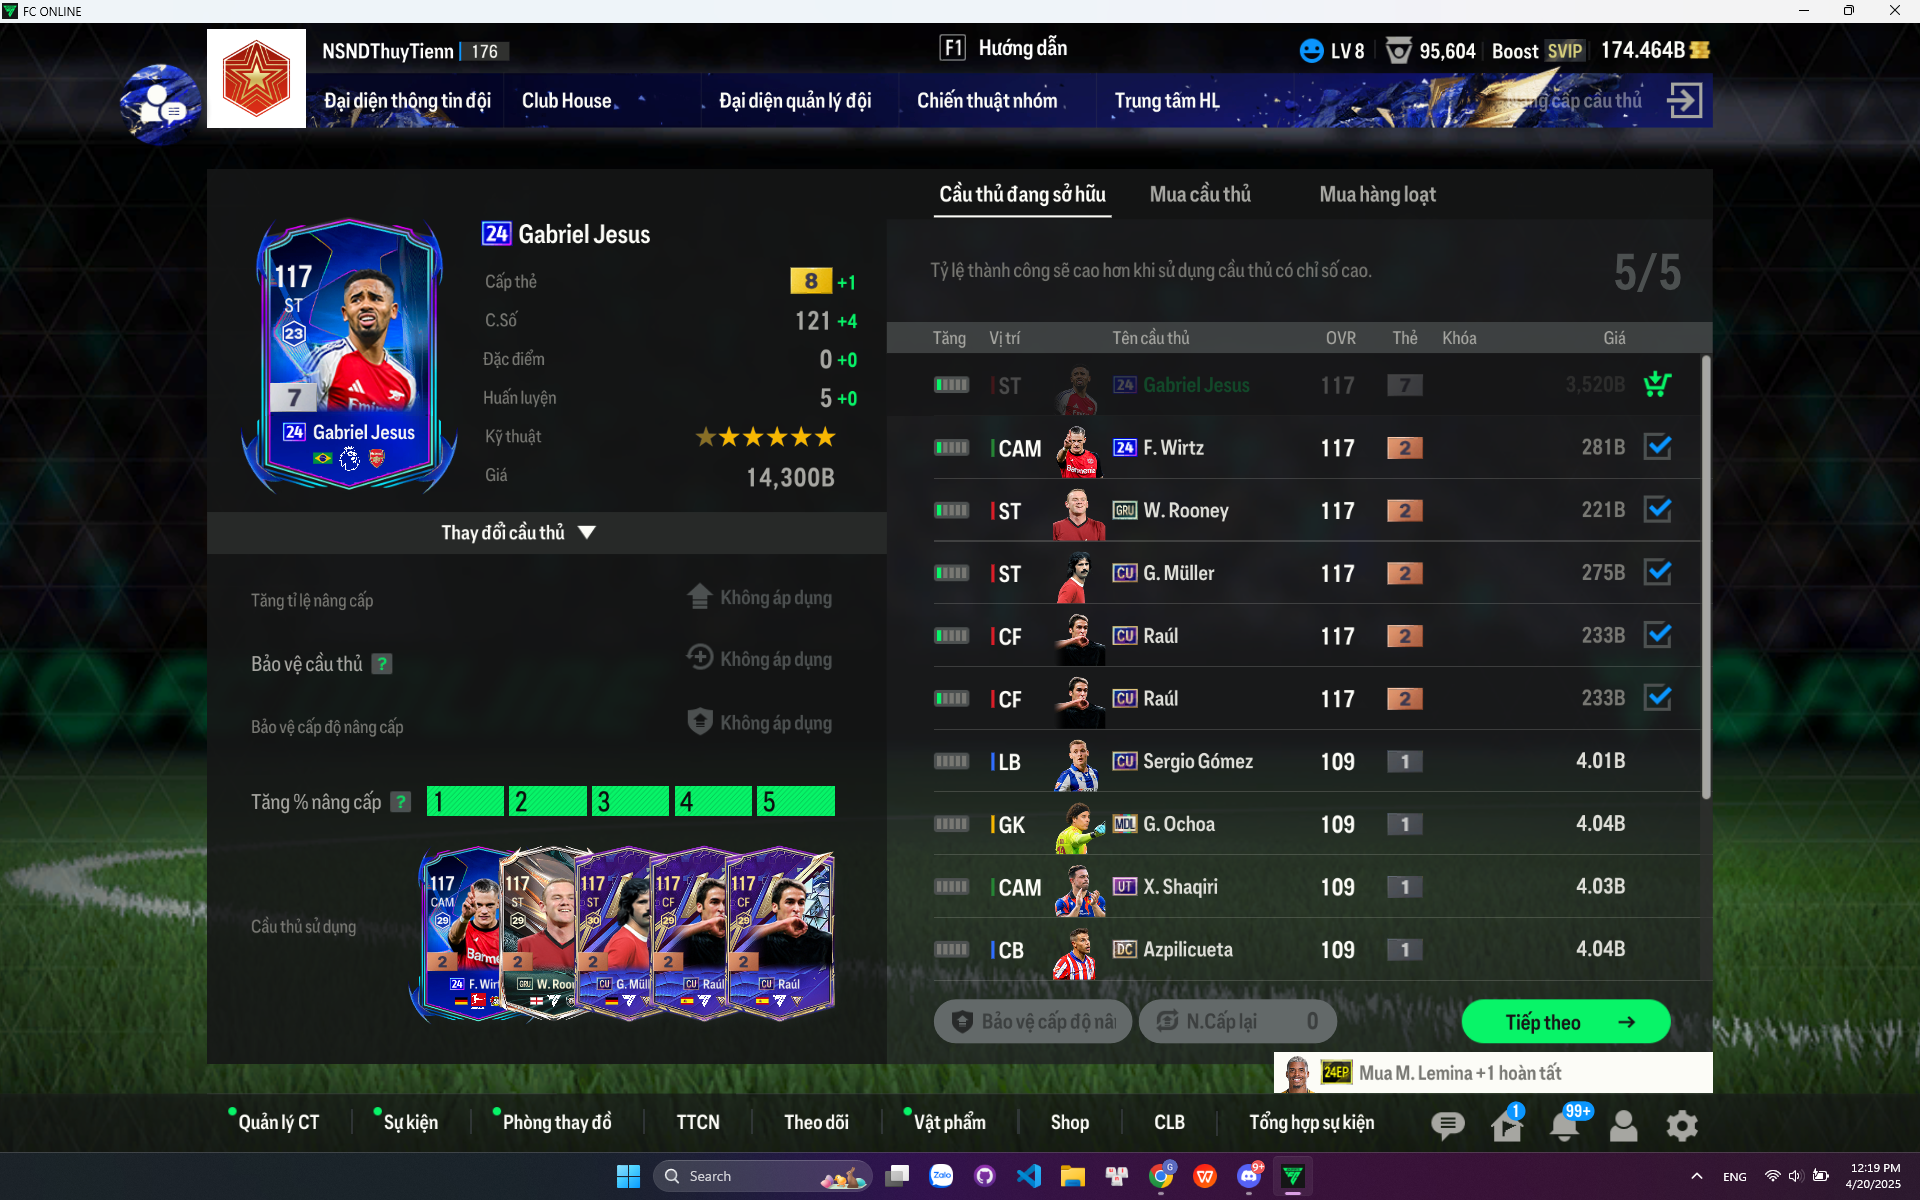 FC ONLINE
NSNDThuyTienn 176
F1 Hướng dẫn
LV 8 95,604 Boost SVIP 174.464B
Đại diện thông tin đội Club House Đại diện quản lý đội Chiến thuật nhóm Trung tâm HL cấp cầu thủ
Cầu thủ đang sở hữu Mua cầu thủ Mua hàng loạt
Tỷ lệ thành công sẽ cao hơn khi sử dụng cầu thủ có chỉ số cao. 5/5
24 Gabriel Jesus
Cấp thẻ 8 +1
C.Số 121 +4
Đặc điểm 0 +0
Huấn luyện 5 +0
Kỹ thuật
Giá 14,300B
117
ST
23
7
24 Gabriel Jesus
Thay đổi cầu thủ
Tăng tỉ lệ nâng cấp Không áp dụng
Bảo vệ cầu thủ ? Không áp dụng
Bảo vệ cấp độ nâng cấp Không áp dụng
Tăng % nâng cấp ? 1 2 3 4 5
Cầu thủ sử dụng
117 CAM 29 2 24 F. Wirt
117 ST 29 2 GRU W. Roo
117 ST 30 2 CU G. Mül
117 CF 29 2 CU Raúl
117 CF 29 2 CU Raúl
Tăng Vị trí Tên cầu thủ OVR Thẻ Khóa Giá
ST 24 Gabriel Jesus 117 7 3,520B
CAM 24 F. Wirtz 117 2 281B
ST GRU W. Rooney 117 2 221B
ST CU G. Müller 117 2 275B
CF CU Raúl 117 2 233B
CF CU Raúl 117 2 233B
LB CU Sergio Gómez 109 1 4.01B
GK MDL G. Ochoa 109 1 4.04B
CAM UT X. Shaqiri 109 1 4.03B
CB DC Azpilicueta 109 1 4.04B
Bảo vệ cấp độ nâ N.Cấp lại 0 Tiếp theo
24EP Mua M. Lemina +1 hoàn tất
Quản lý CT Sự kiện Phòng thay đồ TTCN Theo dõi Vật phẩm Shop CLB Tổng hợp sự kiện 1 99+
Search Zalo G 9+ ENG 12:19 PM
4/20/2025